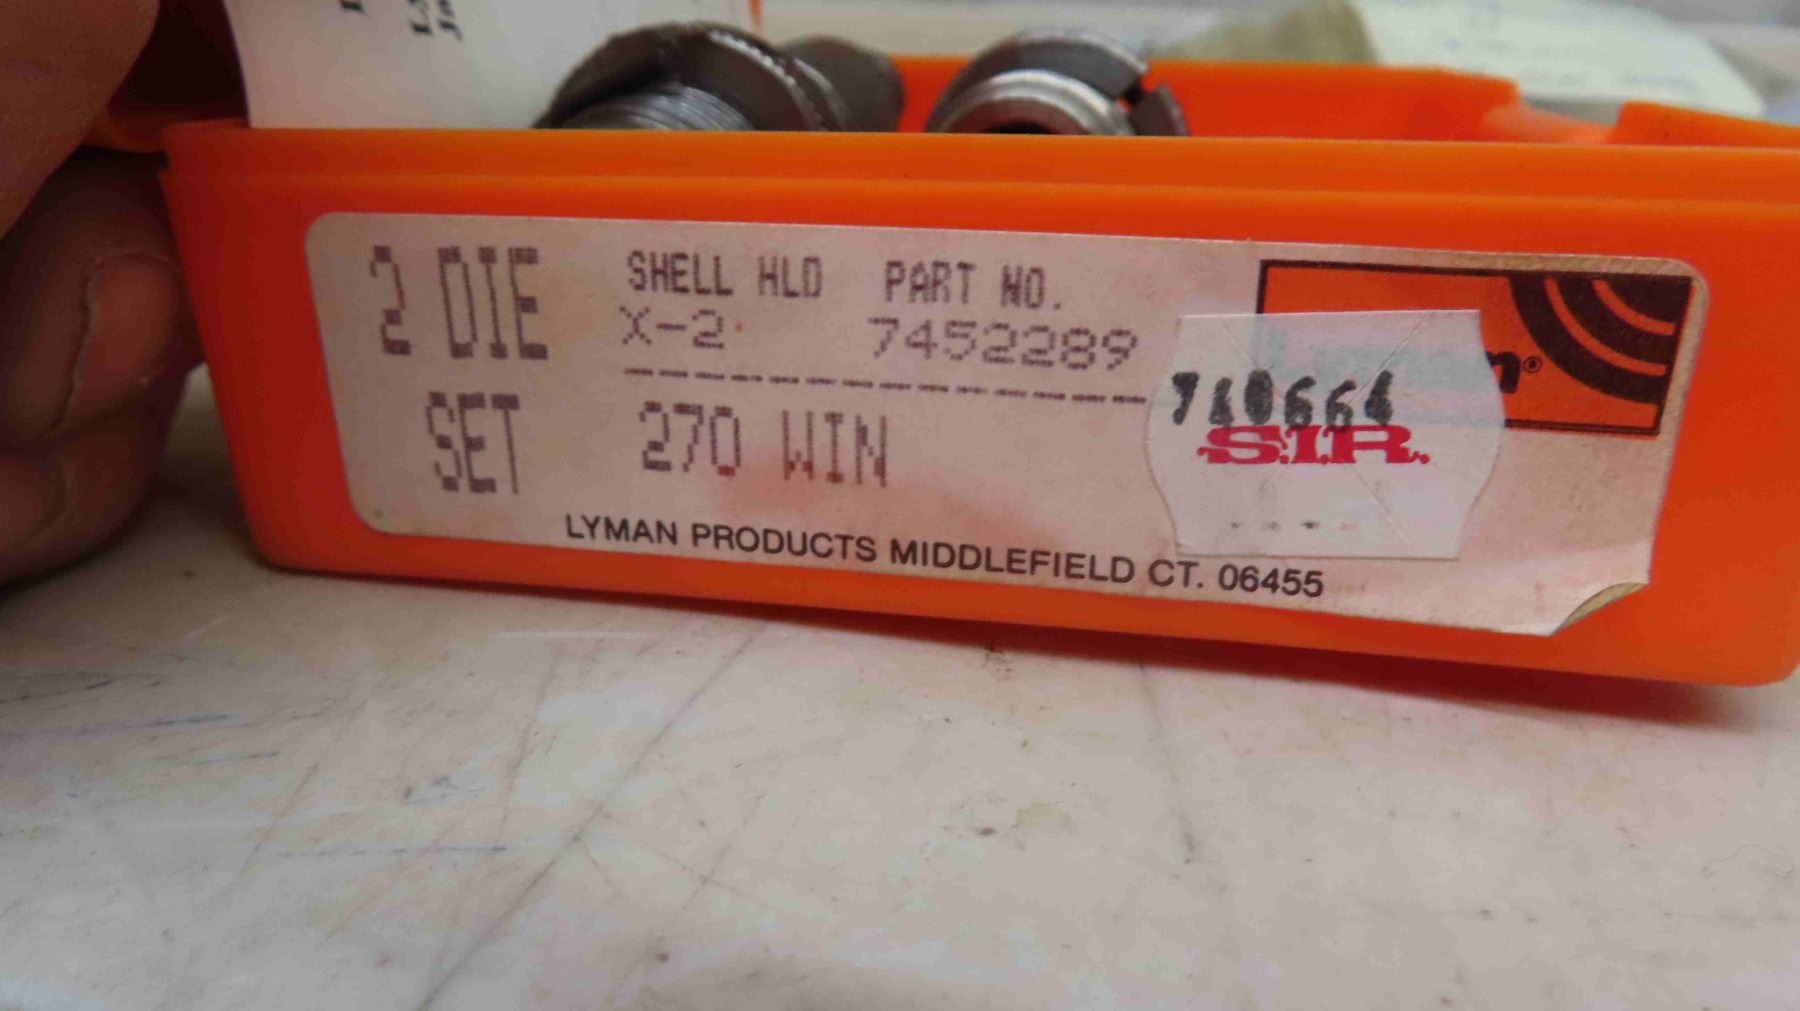 2 DIE SHELL HLD PART NO.
X-2 7452289
SET 270 WIN
S.I.R.
LYMAN PRODUCTS MIDDLEFIELD CT. 06455